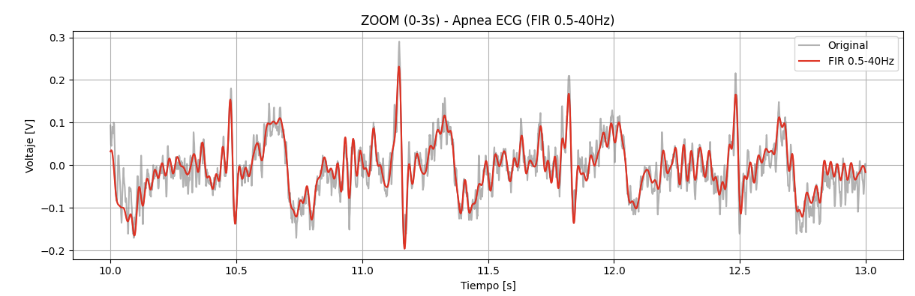 ZOOM (0-3s) - Apnea ECG (FIR 0.5-40Hz)
Original
FIR 0.5-40Hz
Voltaje [V]
0.3
0.2
0.1
0.0
−0.1
−0.2
10.0 10.5 11.0 11.5 12.0 12.5 13.0
Tiempo [s]